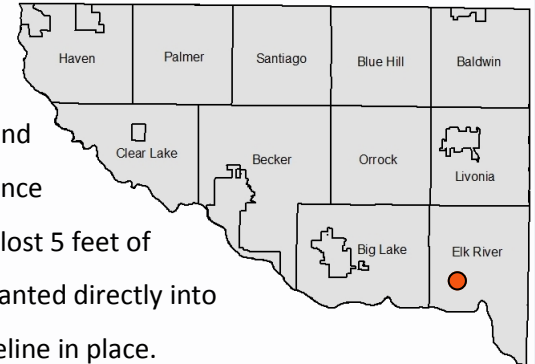 Haven
Palmer
Santiago
Blue Hill
Baldwin
nd
Clear Lake
Becker
Orrock
Livonia
nce
lost 5 feet of
Big Lake
Elk River
anted directly into
eline in place.